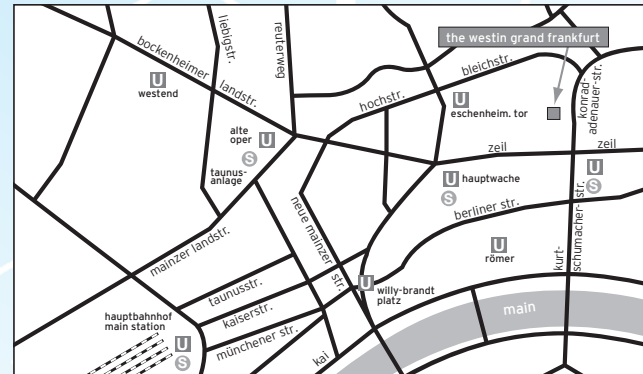 the westin grand frankfurt
liebigstr.
reuterweg
bockenheimer
landstr.
bleichstr.
konrad-
adenauer-str.
U
westend
hochstr.
U
eschenheim. tor
alte
oper
U
S
taunus-
anlage
zeil
zeil
U
hauptwache
S
U
S
berliner str.
neue mainzer
str.
mainzer landstr.
U
römer
kurt-
schumacher-
str.
taunusstr.
U
willy-brandt
platz
kaiserstr.
main
hauptbahnhof
main station
U
S
münchener str.
kai